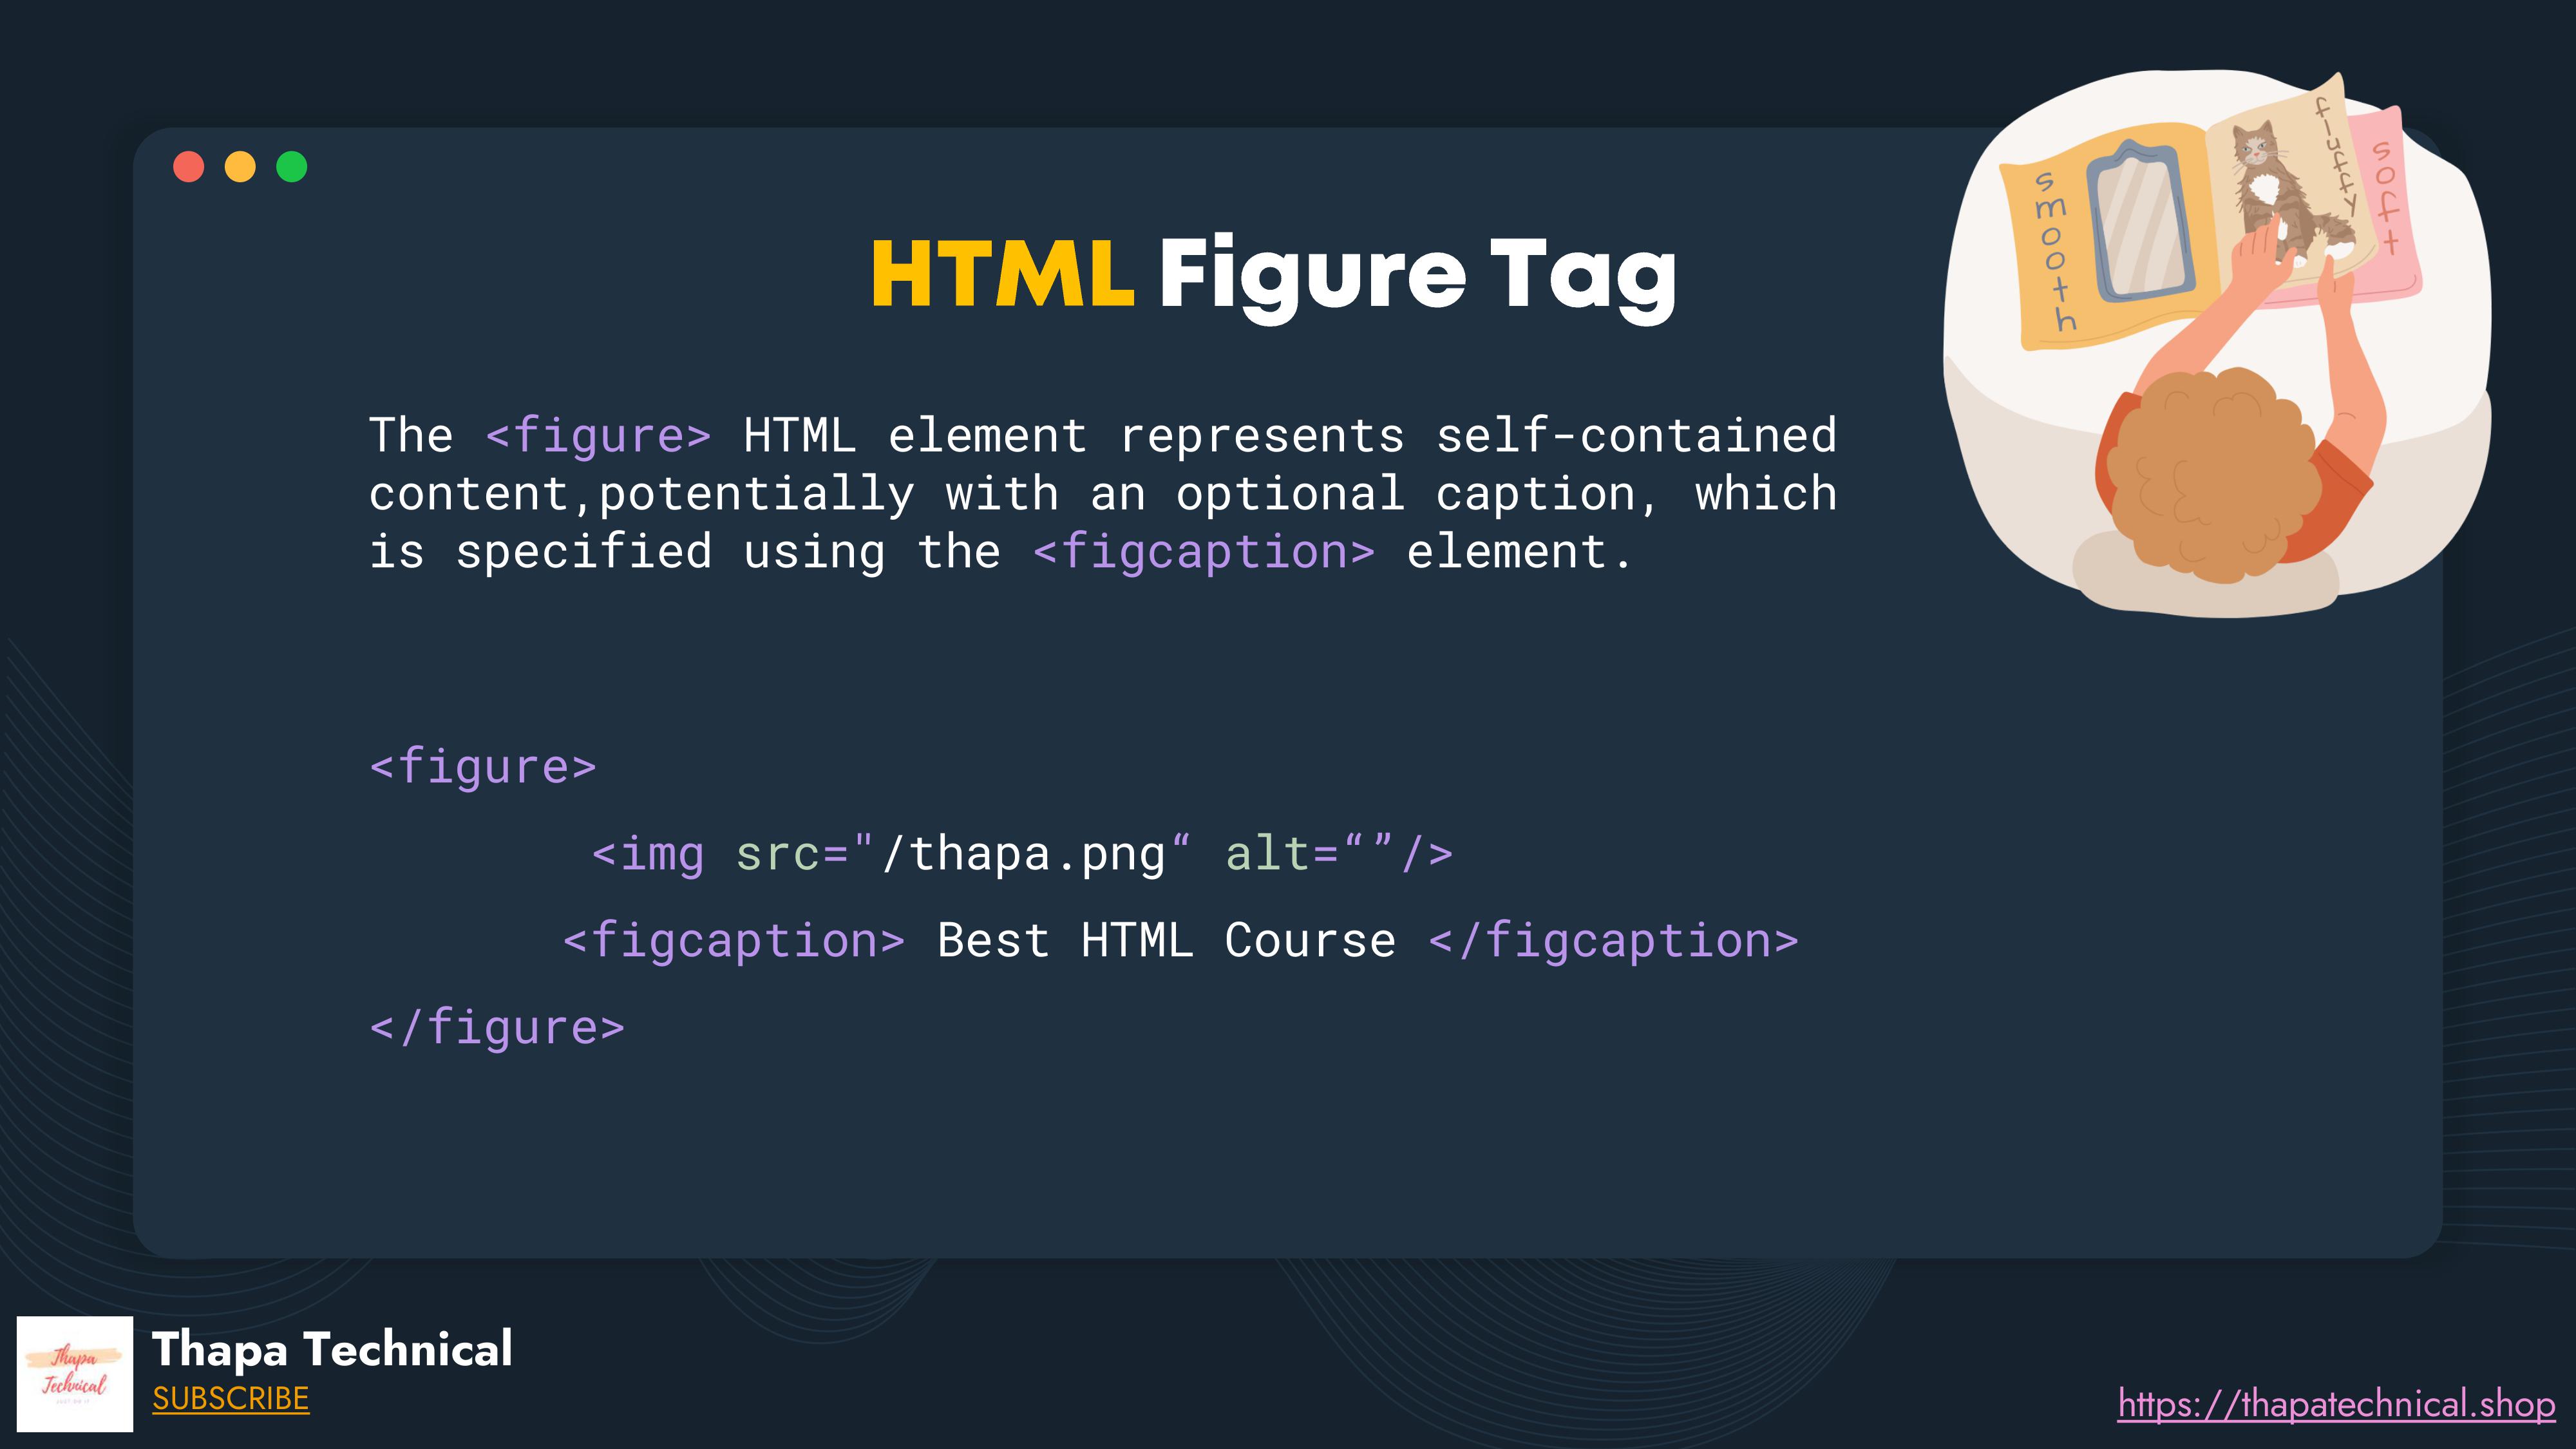 HTML Figure Tag
smooth
fluffy
soft
The <figure> HTML element represents self-contained
content,potentially with an optional caption, which
is specified using the <figcaption> element.
<figure>
<img src="/thapa.png“ alt=“”/>
<figcaption> Best HTML Course </figcaption>
</figure>
Thapa
Technical
Thapa Technical
SUBSCRIBE
https://thapatechnical.shop